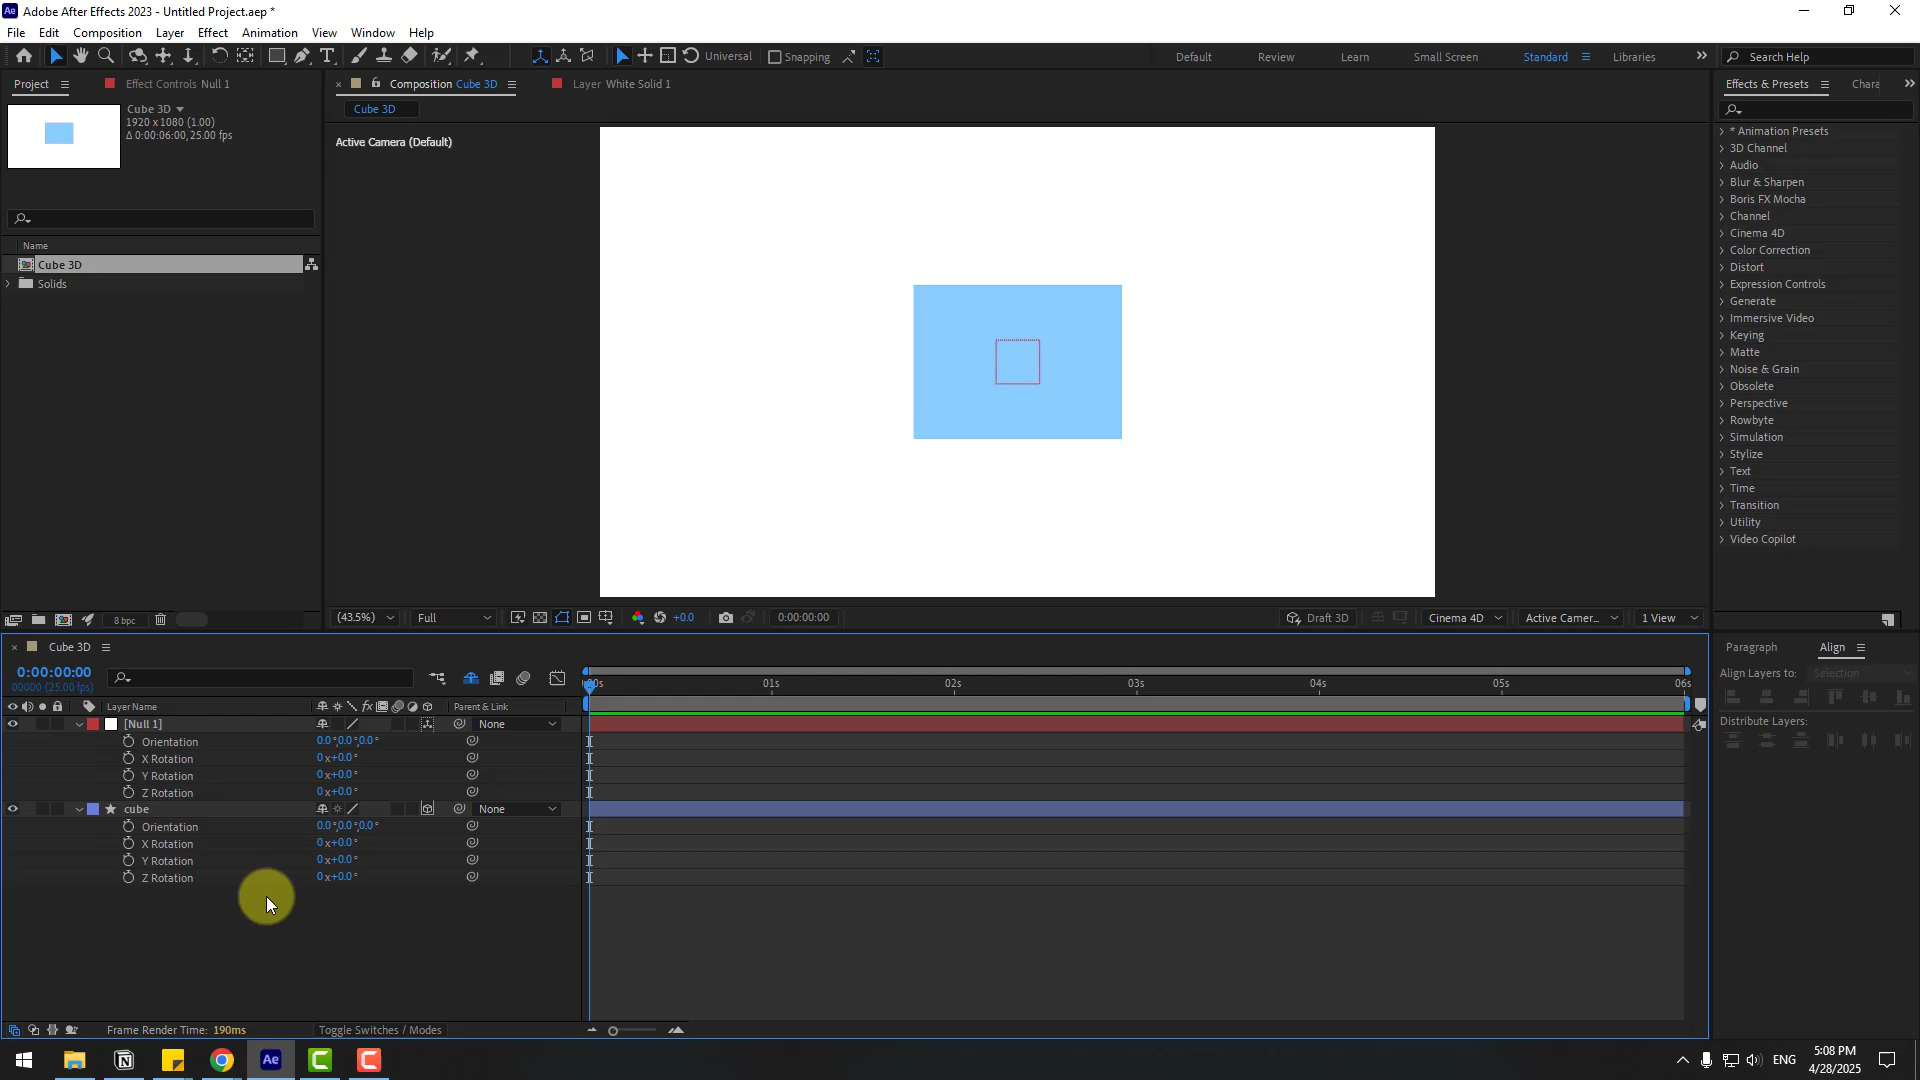 Adobe After Effects 2023 - Untitled Project.aep *
File Edit Composition Layer Effect Animation View Window Help
Universal Snapping Default Review Learn Small Screen Standard Libraries Search Help
Project Effect Controls Null 1
Composition Cube 3D Layer White Solid 1
Effects & Presets Chara
Cube 3D
1920 x 1080 (1.00)
Δ 0:00:06:00, 25.00 fps
Cube 3D
Active Camera (Default)
Name
Cube 3D
Solids
* Animation Presets
3D Channel
Audio
Blur & Sharpen
Boris FX Mocha
Channel
Cinema 4D
Color Correction
Distort
Expression Controls
Generate
Immersive Video
Keying
Matte
Noise & Grain
Obsolete
Perspective
Rowbyte
Simulation
Stylize
Text
Time
Transition
Utility
Video Copilot
8 bpc
(43.5%) Full +0.0 0:00:00:00 Draft 3D Cinema 4D Active Camer... 1 View
Cube 3D
0:00:00:00
00000 (25.00 fps)
:00s 01s 02s 03s 04s 05s 06s
Layer Name Parent & Link
[Null 1] None
Orientation 0.0°,0.0°,0.0°
X Rotation 0x+0.0°
Y Rotation 0x+0.0°
Z Rotation 0x+0.0°
cube None
Orientation 0.0°,0.0°,0.0°
X Rotation 0x+0.0°
Y Rotation 0x+0.0°
Z Rotation 0x+0.0°
Frame Render Time: 190ms Toggle Switches / Modes
Paragraph Align
Align Layers to: Selection
Distribute Layers:
Ae
ENG
5:08 PM
4/28/2025